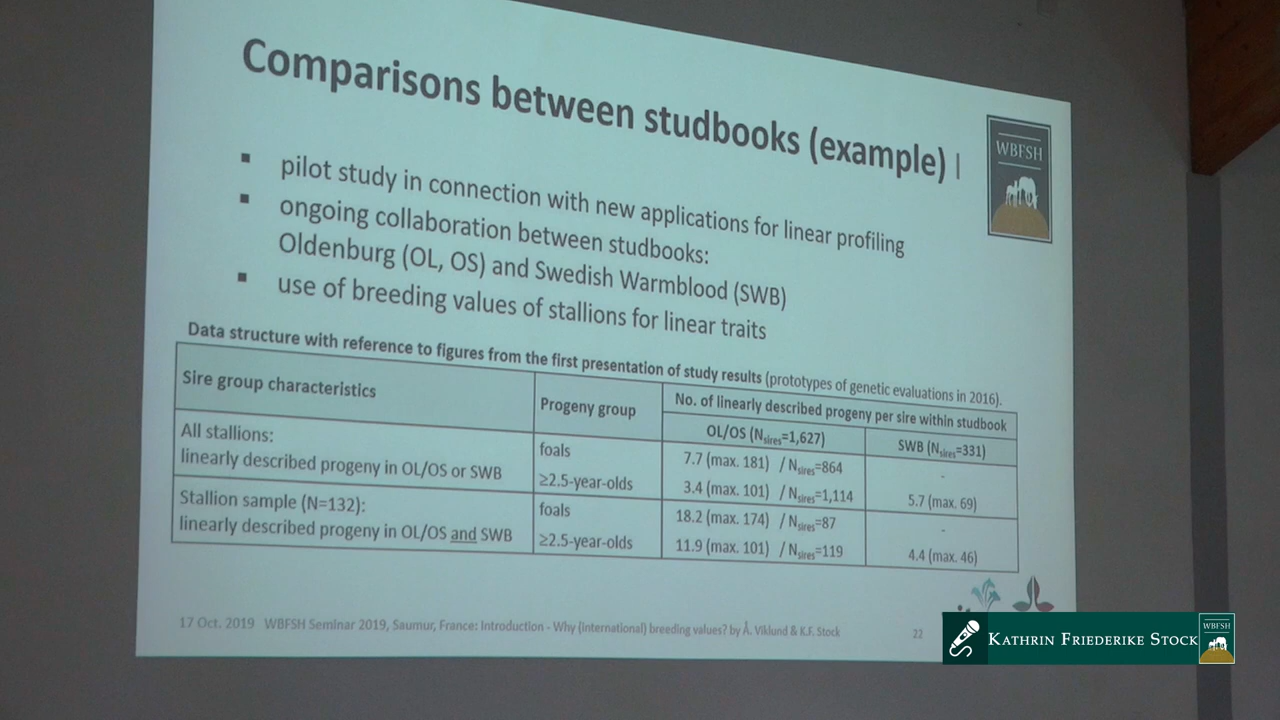 Comparisons between studbooks (example) I
WBFSH
▪ pilot study in connection with new applications for linear profiling
▪ ongoing collaboration between studbooks:
Oldenburg (OL, OS) and Swedish Warmblood (SWB)
▪ use of breeding values of stallions for linear traits
Data structure with reference to figures from the first presentation of study results (prototypes of genetic evaluations in 2016).
Sire group characteristics
Progeny group
No. of linearly described progeny per sire within studbook
OL/OS (Nsires=1,627)
SWB (Nsires=331)
All stallions:
linearly described progeny in OL/OS or SWB
foals
7.7 (max. 181) / Nsires=864
-
≥2.5-year-olds
3.4 (max. 101) / Nsires=1,114
5.7 (max. 69)
Stallion sample (N=132):
linearly described progeny in OL/OS and SWB
foals
18.2 (max. 174) / Nsires=87
-
≥2.5-year-olds
11.9 (max. 101) / Nsires=119
4.4 (max. 46)
17 Oct. 2019 WBFSH Seminar 2019, Saumur, France: Introduction - Why (international) breeding values? by Å. Viklund & K.F. Stock
22
KATHRIN FRIEDERIKE STOCK
WBFSH